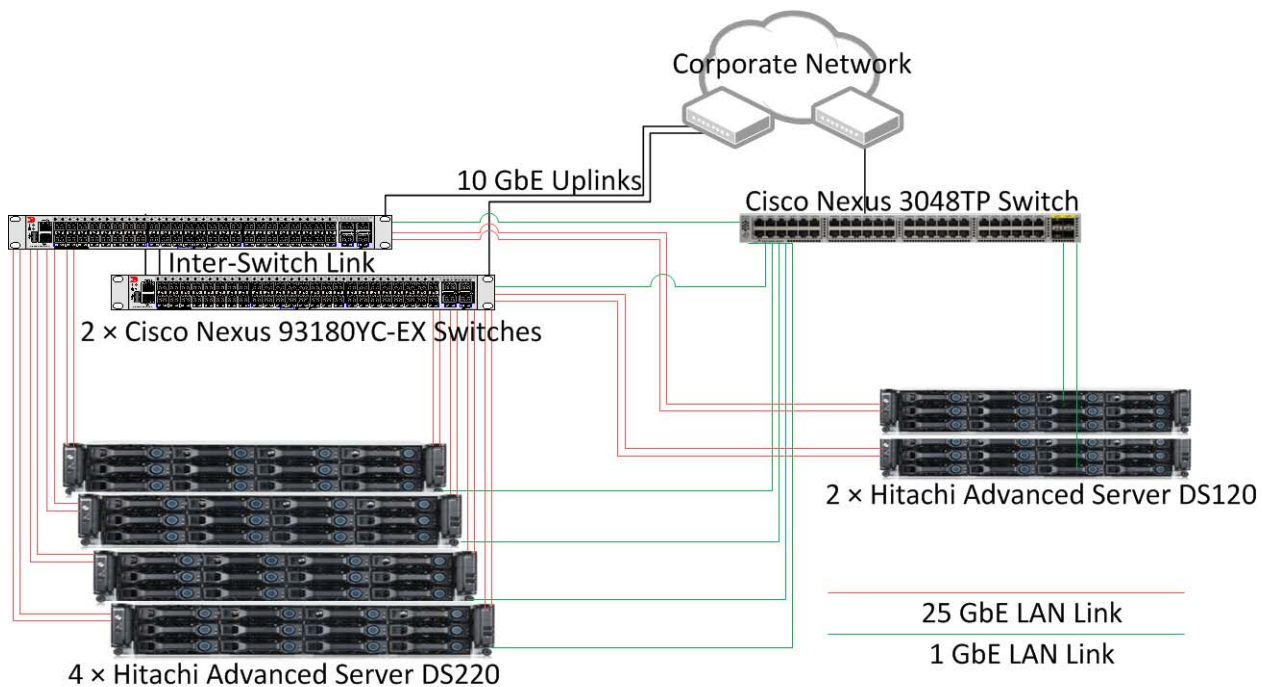 Corporate Network
10 GbE Uplinks
Cisco Nexus 3048TP Switch
Inter-Switch Link
2 × Cisco Nexus 93180YC-EX Switches
2 × Hitachi Advanced Server DS120
25 GbE LAN Link
1 GbE LAN Link
4 × Hitachi Advanced Server DS220